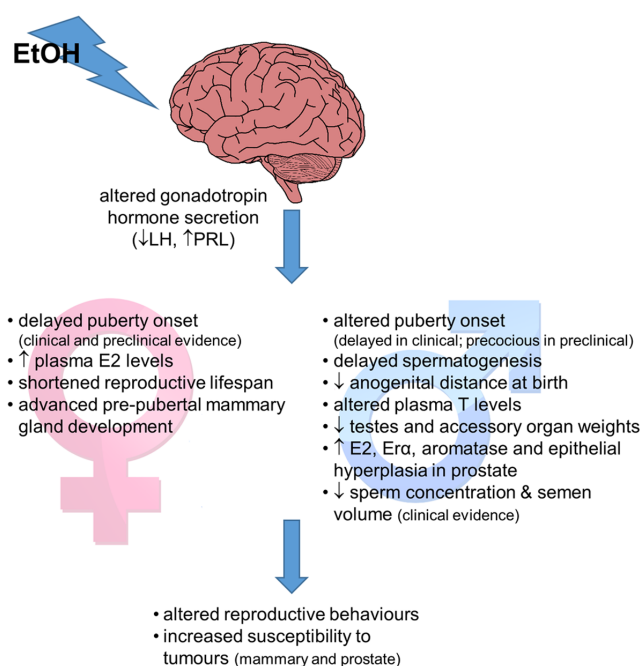 EtOH
altered gonadotropin
hormone secretion
(↓LH, ↑PRL)
• delayed puberty onset
(clinical and preclinical evidence)
• ↑ plasma E2 levels
• shortened reproductive lifespan
• advanced pre-pubertal mammary
gland development
• altered puberty onset
(delayed in clinical; precocious in preclinical)
• delayed spermatogenesis
• ↓ anogenital distance at birth
• altered plasma T levels
• ↓ testes and accessory organ weights
• ↑ E2, Erα, aromatase and epithelial
hyperplasia in prostate
• ↓ sperm concentration & semen
volume (clinical evidence)
• altered reproductive behaviours
• increased susceptibility to
tumours (mammary and prostate)